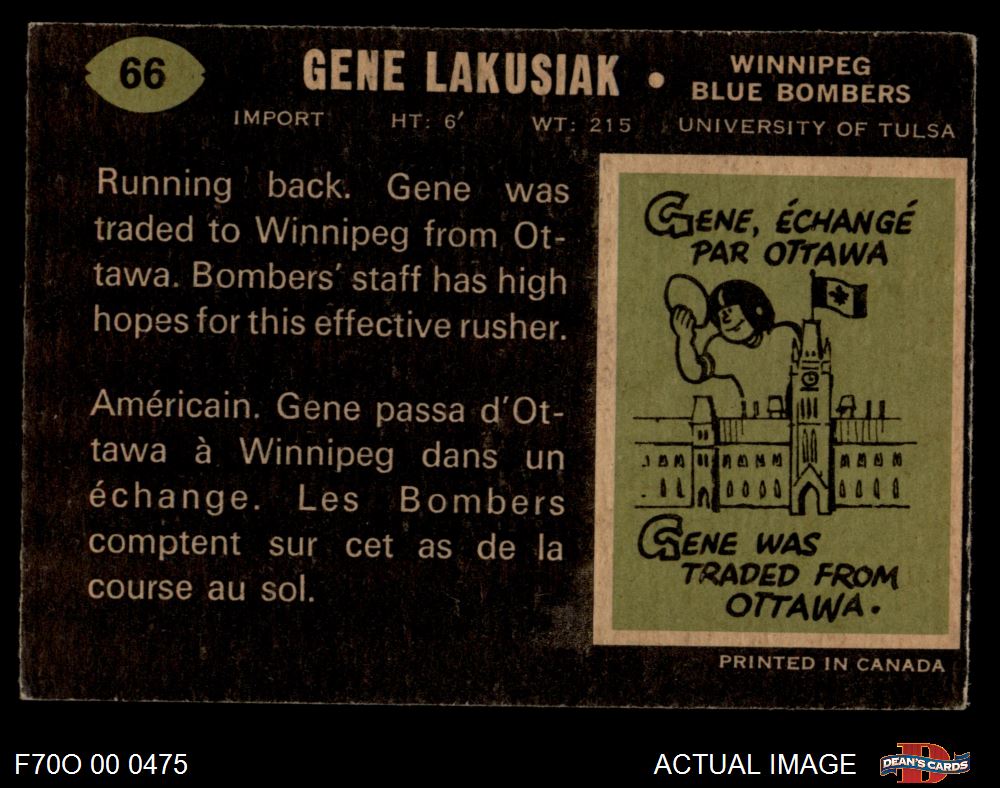 66
GENE LAKUSIAK •
WINNIPEG
BLUE BOMBERS
IMPORT HT: 6′ WT: 215 UNIVERSITY OF TULSA
Running back. Gene was
traded to Winnipeg from Ot-
tawa. Bombers' staff has high
hopes for this effective rusher.
Américain. Gene passa d'Ot-
tawa à Winnipeg dans un
échange. Les Bombers
comptent sur cet as de la
course au sol.
GENE, ÉCHANGÉ
PAR OTTAWA
GENE WAS
TRADED FROM
OTTAWA.
PRINTED IN CANADA
F70O 00 0475
ACTUAL IMAGE
DEAN'S CARDS